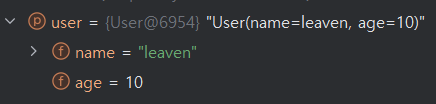 user = {User@6954} "User(name=leaven, age=10)"
name = "leaven"
age = 10